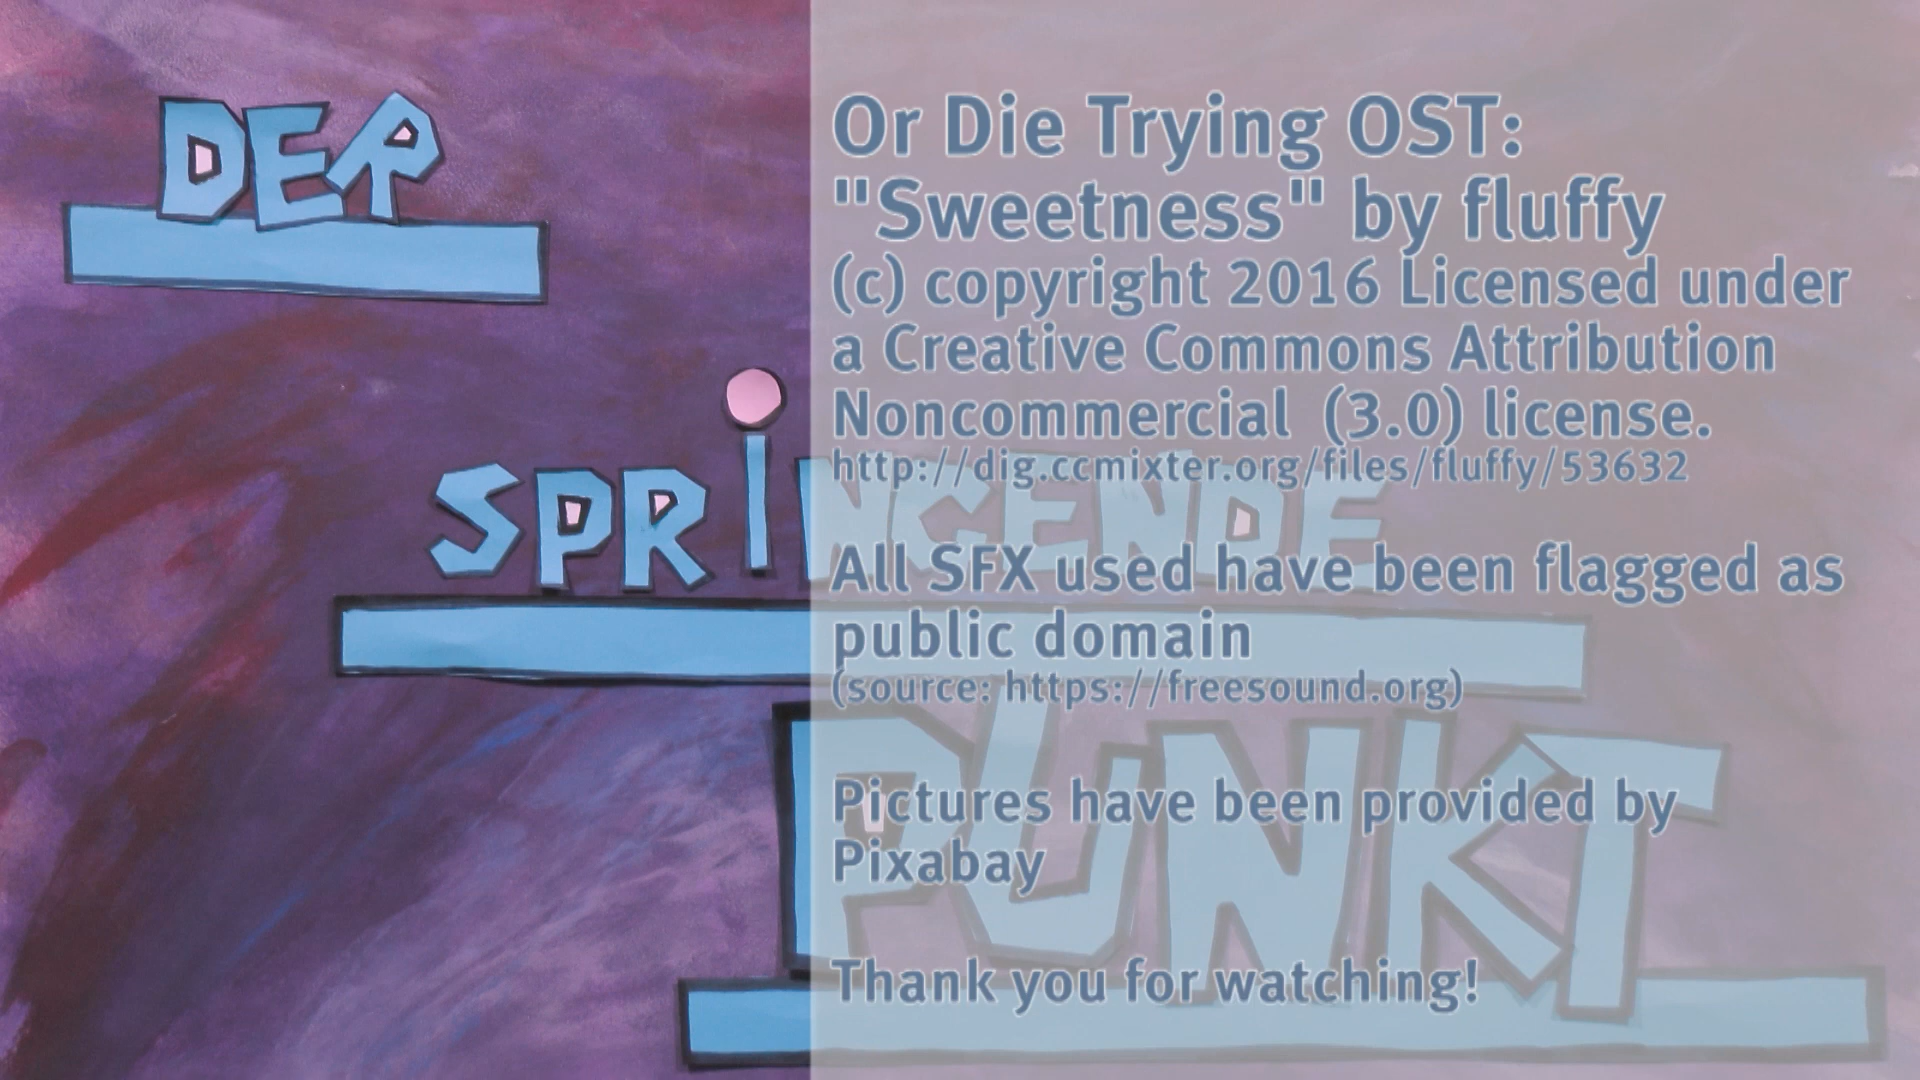 DER
SPRINGENDE
PUNKT
Or Die Trying OST:
"Sweetness" by fluffy
(c) copyright 2016 Licensed under
a Creative Commons Attribution
Noncommercial (3.0) license.
http://dig.ccmixter.org/files/fluffy/53632
All SFX used have been flagged as
public domain
(source: https://freesound.org)
Pictures have been provided by
Pixabay
Thank you for watching!